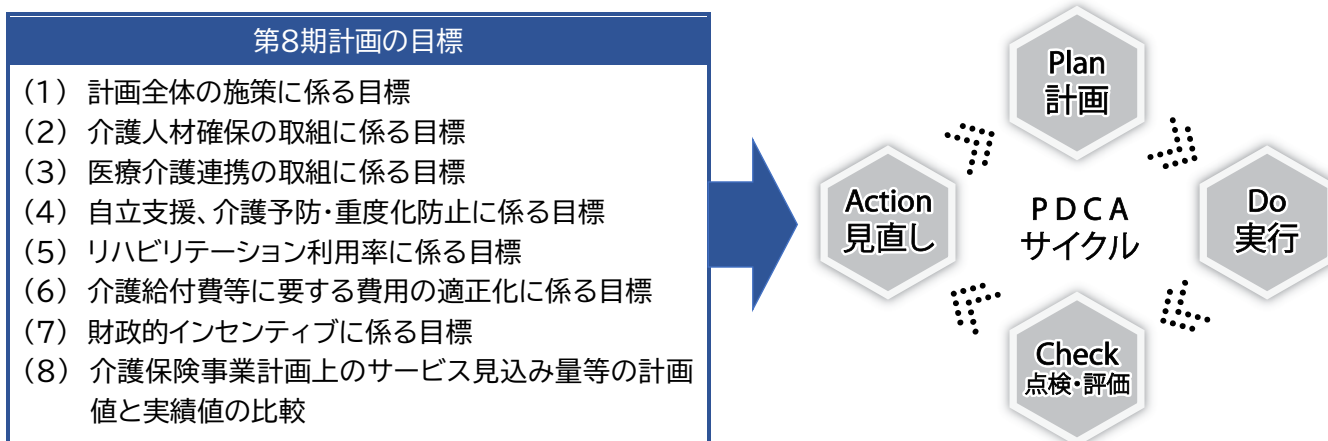 第8期計画の目標
(1) 計画全体の施策に係る目標
(2) 介護人材確保の取組に係る目標
(3) 医療介護連携の取組に係る目標
(4) 自立支援、介護予防・重度化防止に係る目標
(5) リハビリテーション利用率に係る目標
(6) 介護給付費等に要する費用の適正化に係る目標
(7) 財政的インセンティブに係る目標
(8) 介護保険事業計画上のサービス見込み量等の計画
値と実績値の比較
Plan
計画
Action
見直し
PDCA
サイクル
Do
実行
Check
点検・評価